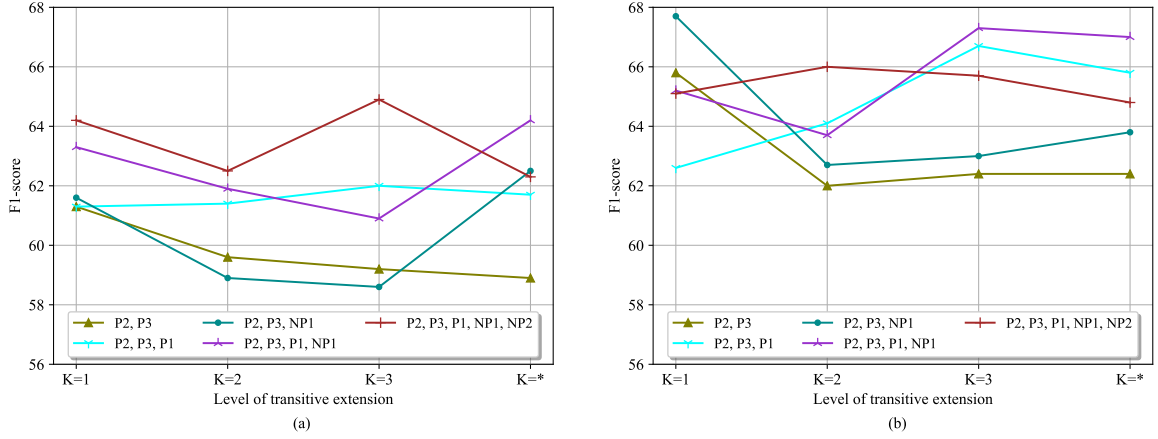 68
66
64
62
60
58
56
F1-score
P2, P3
P2, P3, P1
P2, P3, NP1
P2, P3, P1, NP1
P2, P3, P1, NP1, NP2
K=1
K=2
K=3
K=*
Level of transitive extension
(a)
68
66
64
62
60
58
56
F1-score
P2, P3
P2, P3, P1
P2, P3, NP1
P2, P3, P1, NP1
P2, P3, P1, NP1, NP2
K=1
K=2
K=3
K=*
Level of transitive extension
(b)